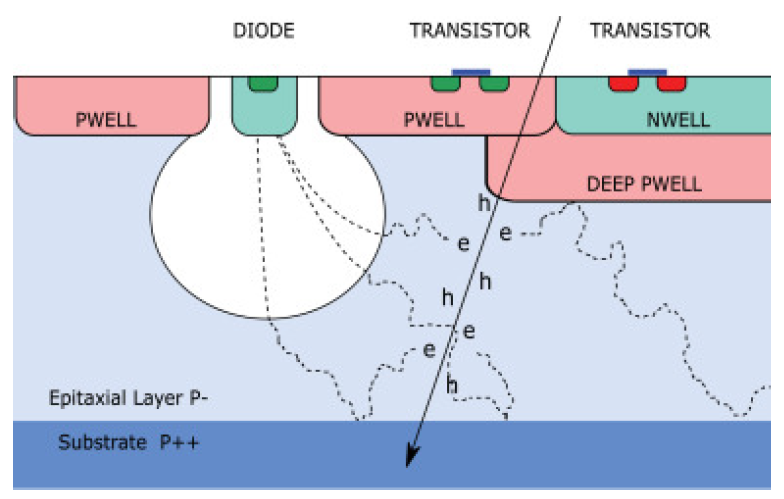 DIODE TRANSISTOR TRANSISTOR
PWELL PWELL NWELL
DEEP PWELL
h
e e
h
h
e
e
h
Epitaxial Layer P-
Substrate P++